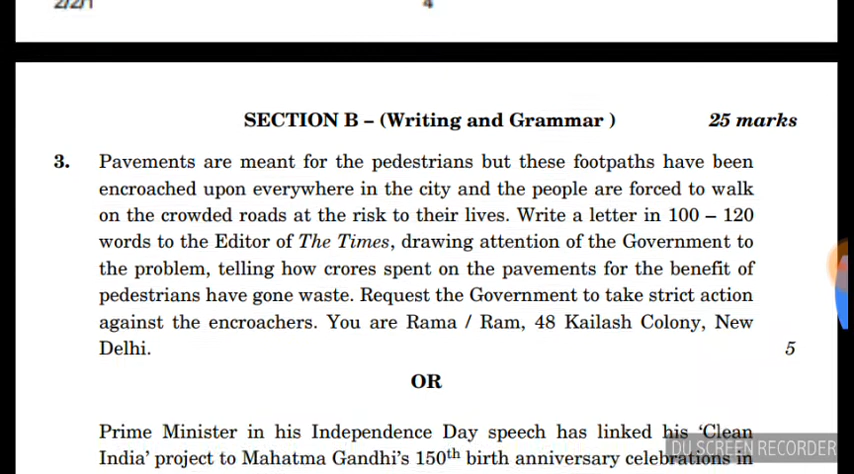 SECTION B – (Writing and Grammar ) 25 marks
3. Pavements are meant for the pedestrians but these footpaths have been
encroached upon everywhere in the city and the people are forced to walk
on the crowded roads at the risk to their lives. Write a letter in 100 – 120
words to the Editor of The Times, drawing attention of the Government to
the problem, telling how crores spent on the pavements for the benefit of
pedestrians have gone waste. Request the Government to take strict action
against the encroachers. You are Rama / Ram, 48 Kailash Colony, New
Delhi. 5
OR
Prime Minister in his Independence Day speech has linked his ‘Clean
India’ project to Mahatma Gandhi’s 150th birth anniversary celebrations in
DU SCREEN RECORDER